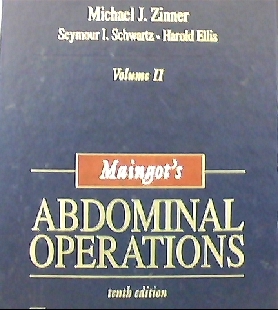 Michael J. Zinner
Seymour I. Schwartz • Harold Ellis
Volume II
Maingot's
ABDOMINAL
OPERATIONS
tenth edition